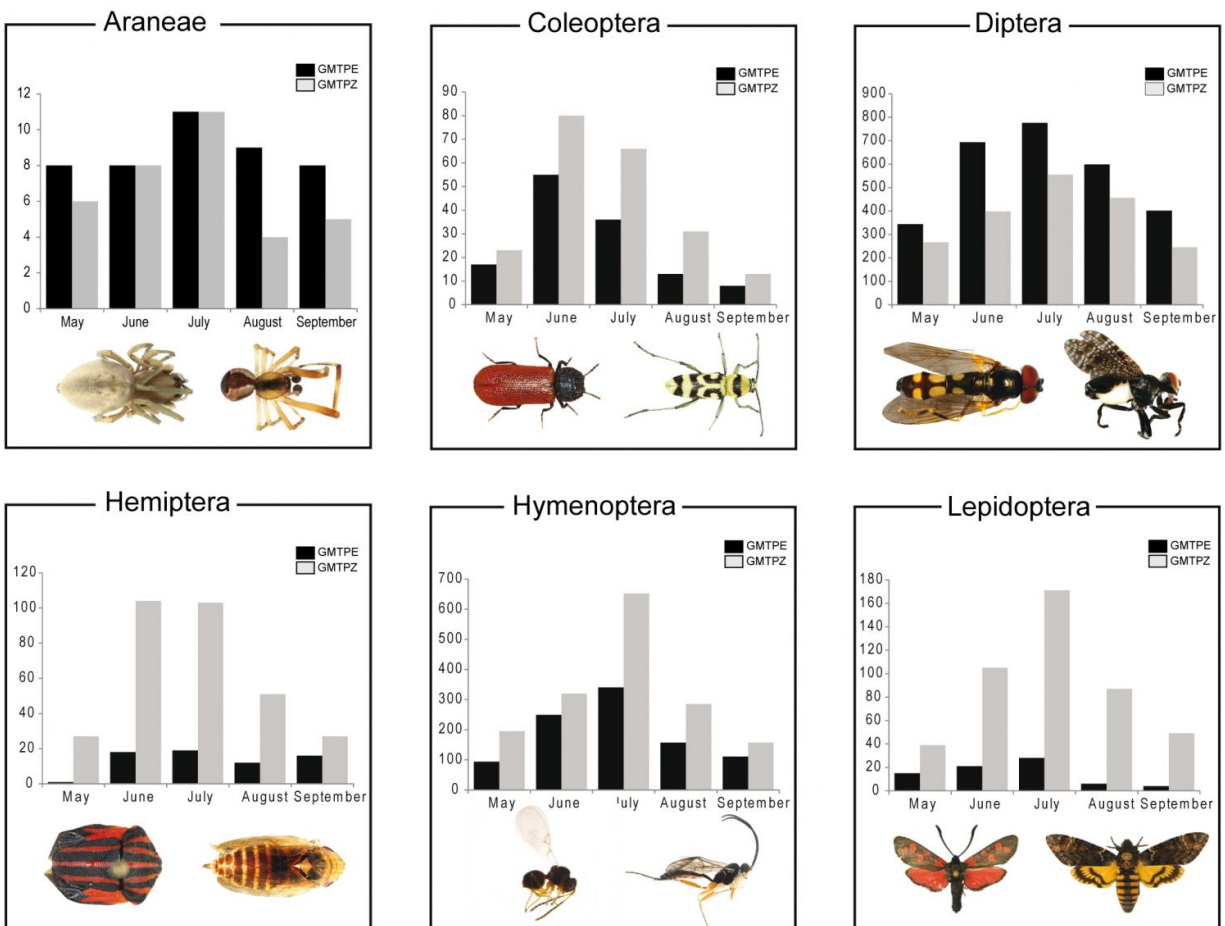 Araneae
GMTPE
GMTPZ
12
10
8
6
4
2
0
May June July August September
Coleoptera
GMTPE
GMTPZ
90
80
70
60
50
40
30
20
10
0
May June July August September
Diptera
GMTPE
GMTPZ
900
800
700
600
500
400
300
200
100
0
May June July August September
Hemiptera
GMTPE
GMTPZ
120
100
80
60
40
20
0
May June July August September
Hymenoptera
GMTPE
GMTPZ
700
600
500
400
300
200
100
0
May June July August September
Lepidoptera
GMTPE
GMTPZ
180
160
140
120
100
80
60
40
20
0
May June July August September